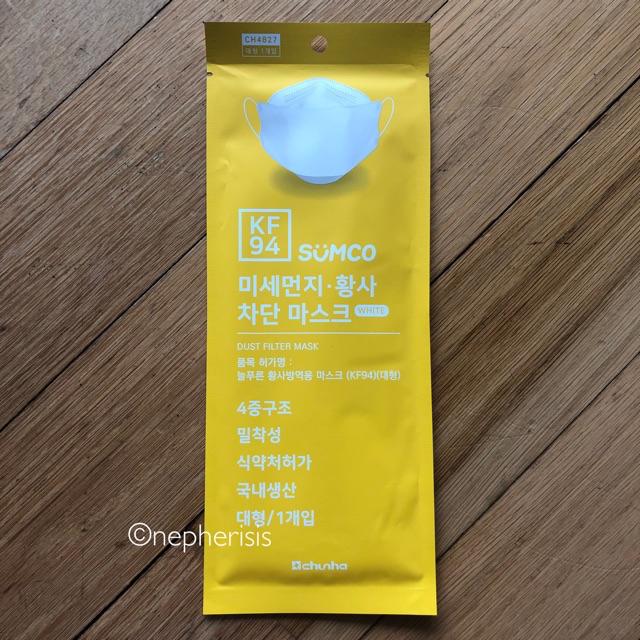 CH4827
대형 1개입
KF
94
SÜMCO
미세먼지·황사
차단 마스크 WHITE
DUST FILTER MASK
품목 허가명 :
늘푸른 황사방역용 마스크 (KF94)(대형)
4중구조
밀착성
식약처허가
국내생산
대형/1개입
©nepherisis
chunha